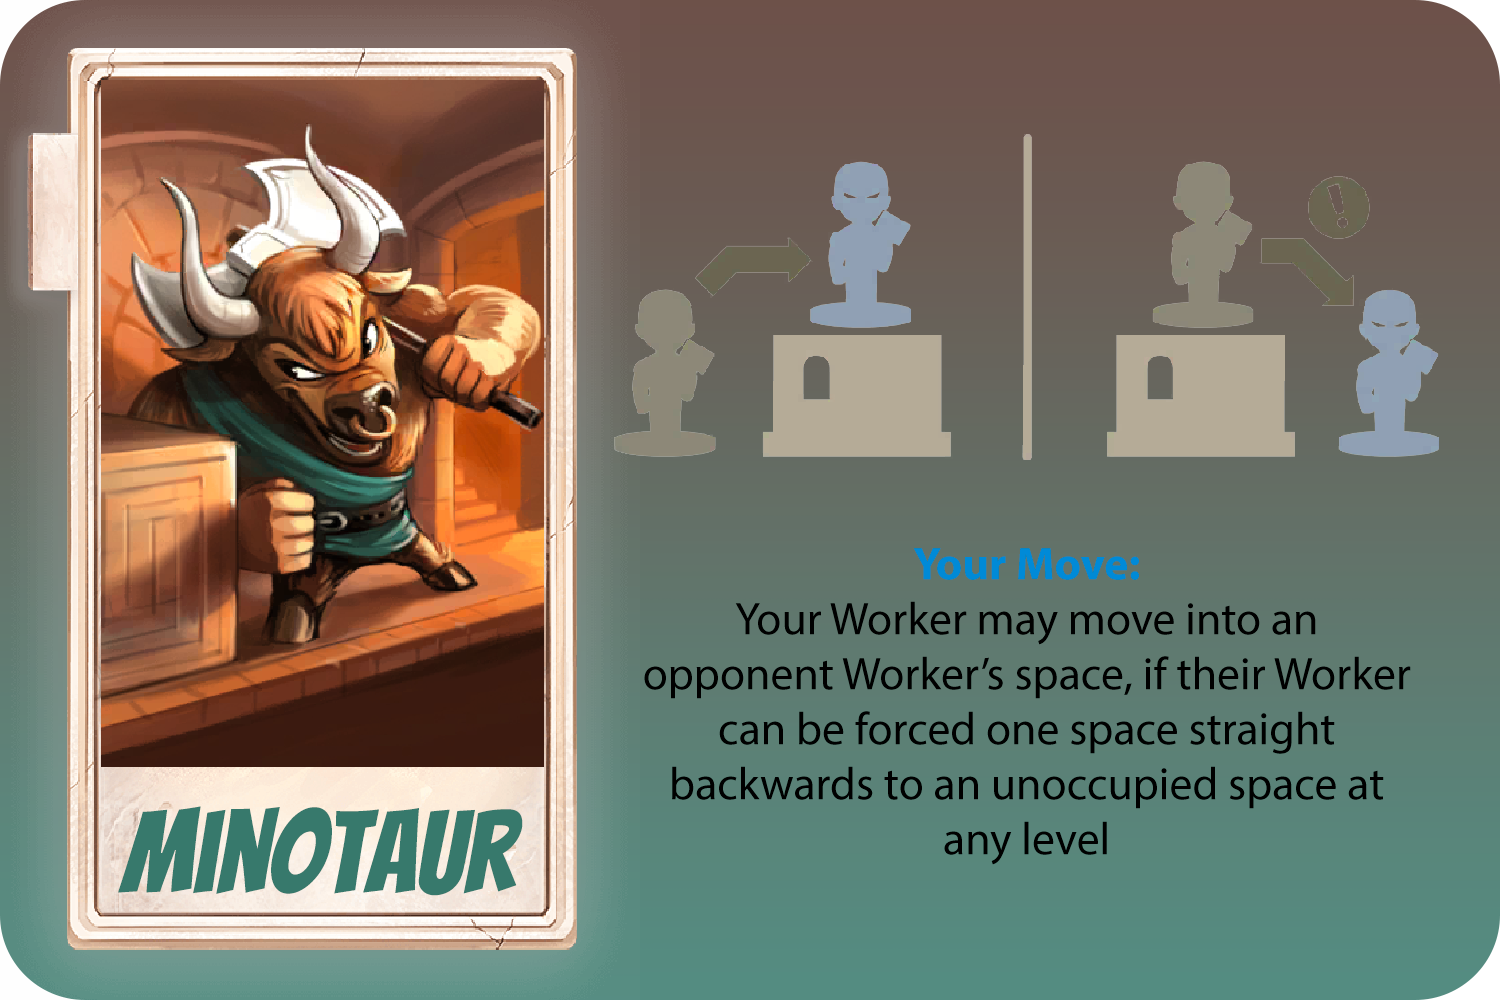 MINOTAUR
!
Your Move:
Your Worker may move into an
opponent Worker’s space, if their Worker
can be forced one space straight
backwards to an unoccupied space at
any level